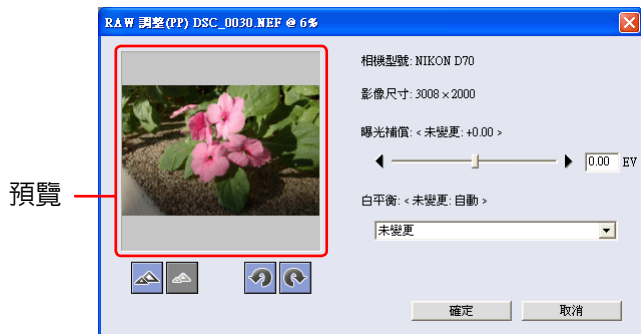 RAW 調整(PP) DSC_0030.NEF @ 6%
相機型號: NIKON D70
影像尺寸: 3008 × 2000
曝光補償: < 未變更: +0.00 >
0.00 EV
預覽
白平衡: < 未變更: 自動 >
未變更
確定 取消